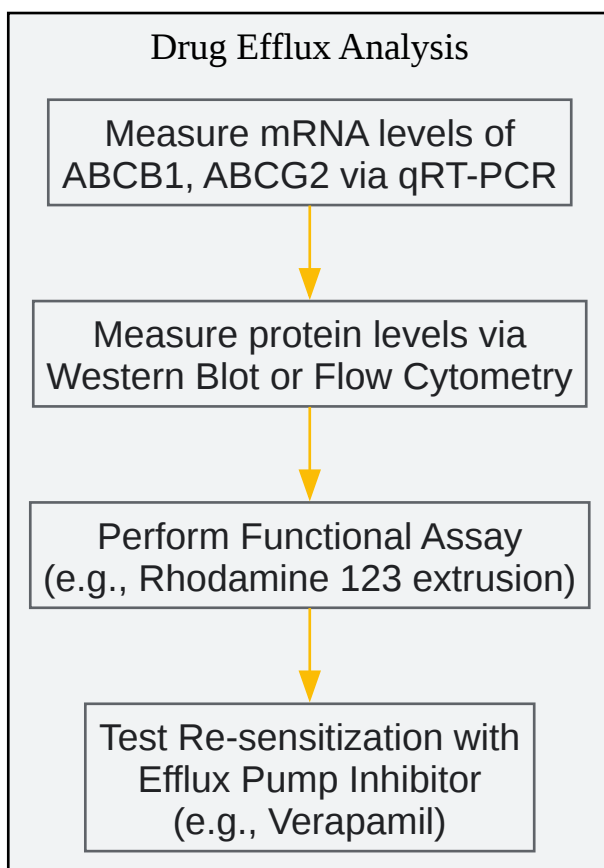 Drug Efflux Analysis
Measure mRNA levels of
ABCB1, ABCG2 via qRT-PCR
Measure protein levels via
Western Blot or Flow Cytometry
Perform Functional Assay
(e.g., Rhodamine 123 extrusion)
Test Re-sensitization with
Efflux Pump Inhibitor
(e.g., Verapamil)